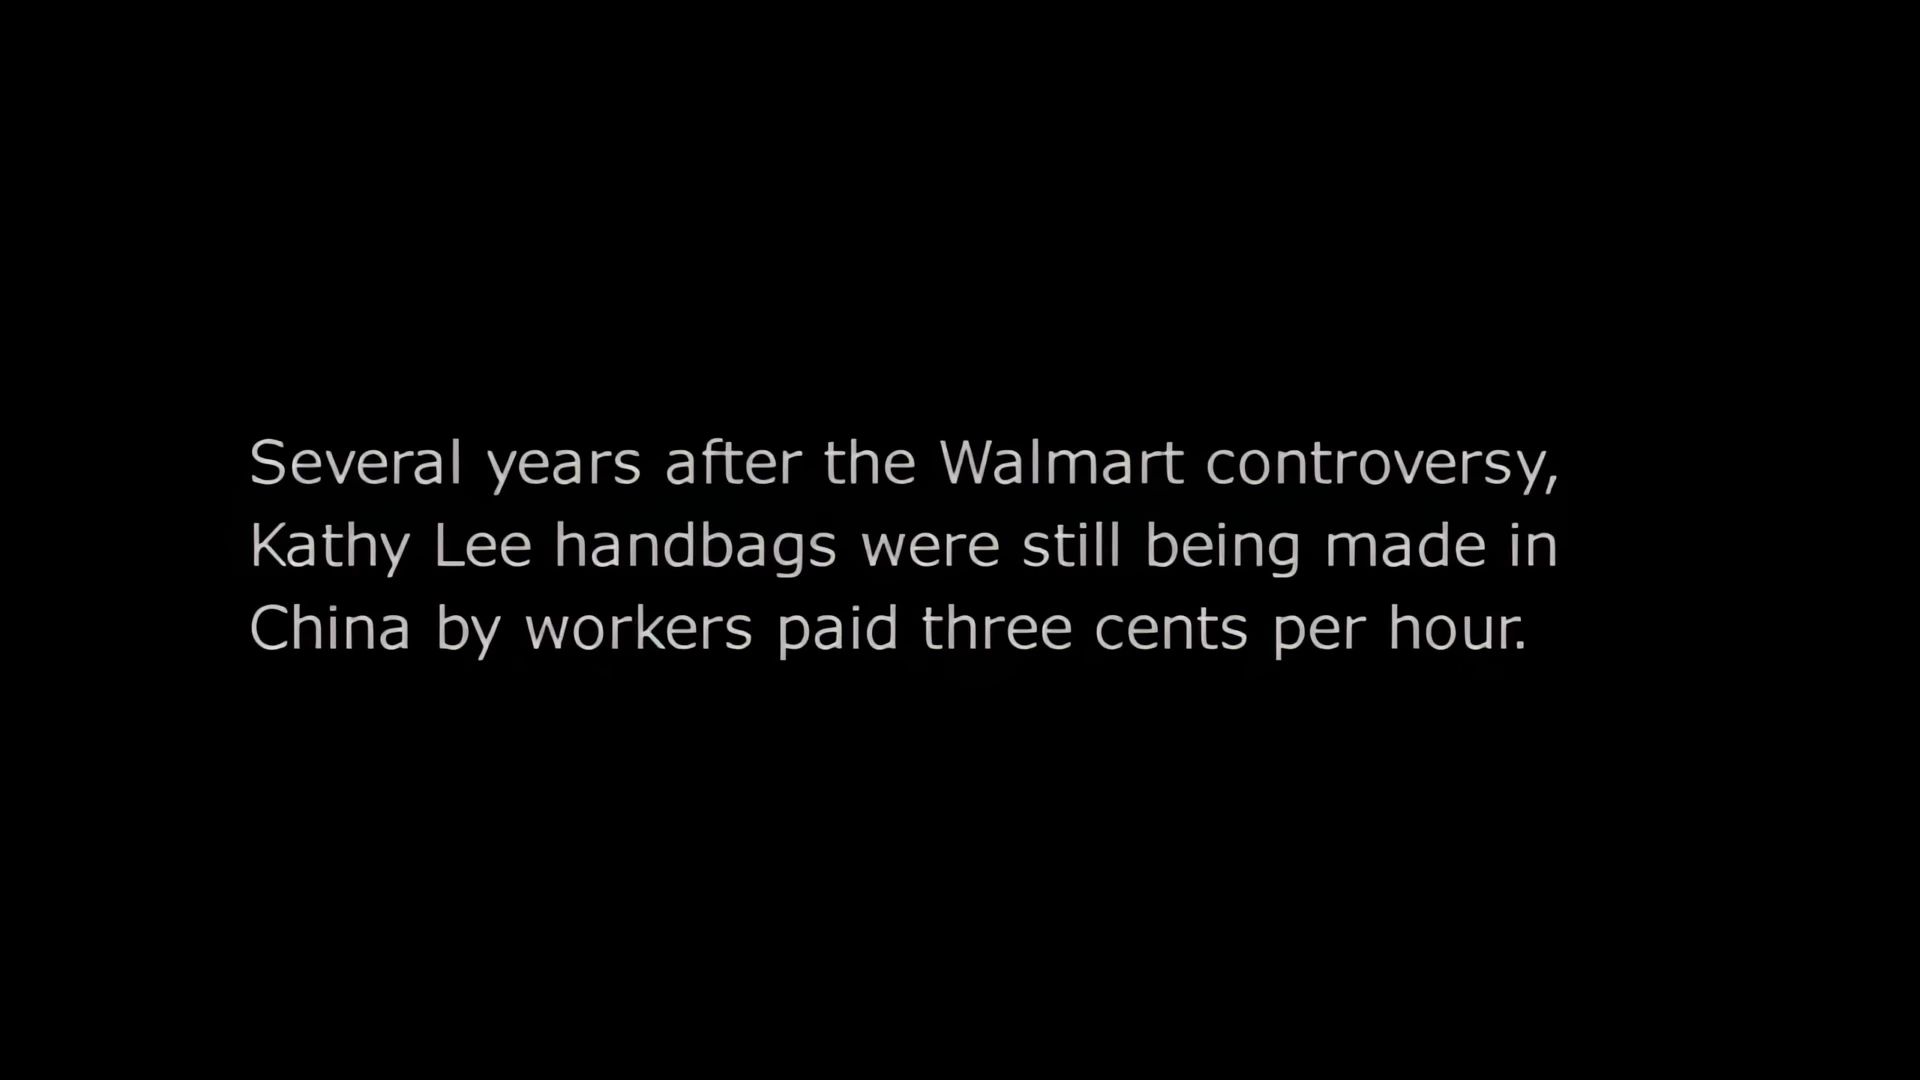 Several years after the Walmart controversy,
Kathy Lee handbags were still being made in
China by workers paid three cents per hour.